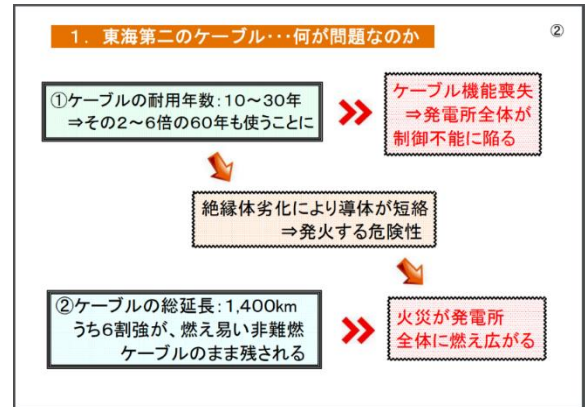 ②
1．東海第二のケーブル･･･何が問題なのか
①ケーブルの耐用年数：10～30年
⇒その2～6倍の60年も使うことに
ケーブル機能喪失
⇒発電所全体が
制御不能に陥る
絶縁体劣化により導体が短絡
⇒発火する危険性
②ケーブルの総延長：1,400km
うち6割強が、燃え易い非難燃
ケーブルのまま残される
火災が発電所
全体に燃え広がる